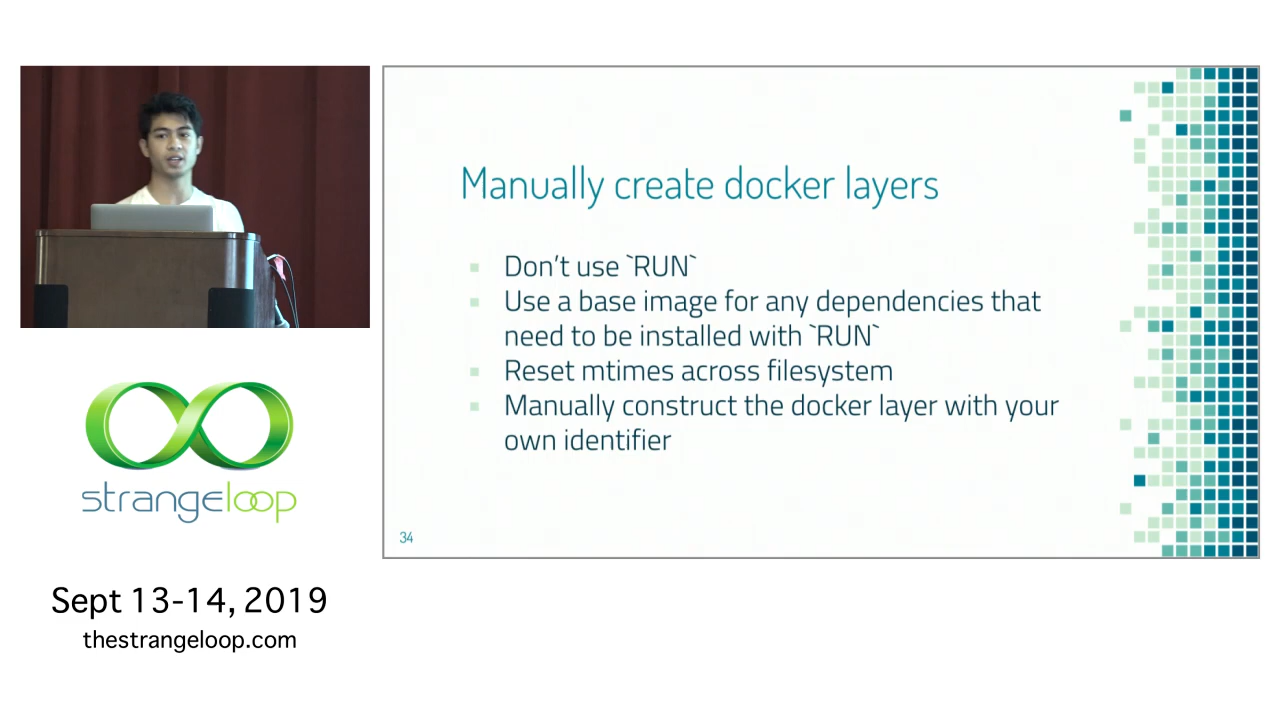 Manually create docker layers
Don't use `RUN`
Use a base image for any dependencies that
need to be installed with `RUN`
Reset mtimes across filesystem
Manually construct the docker layer with your
own identifier
34
strangeloop
Sept 13-14, 2019
thestrangeloop.com